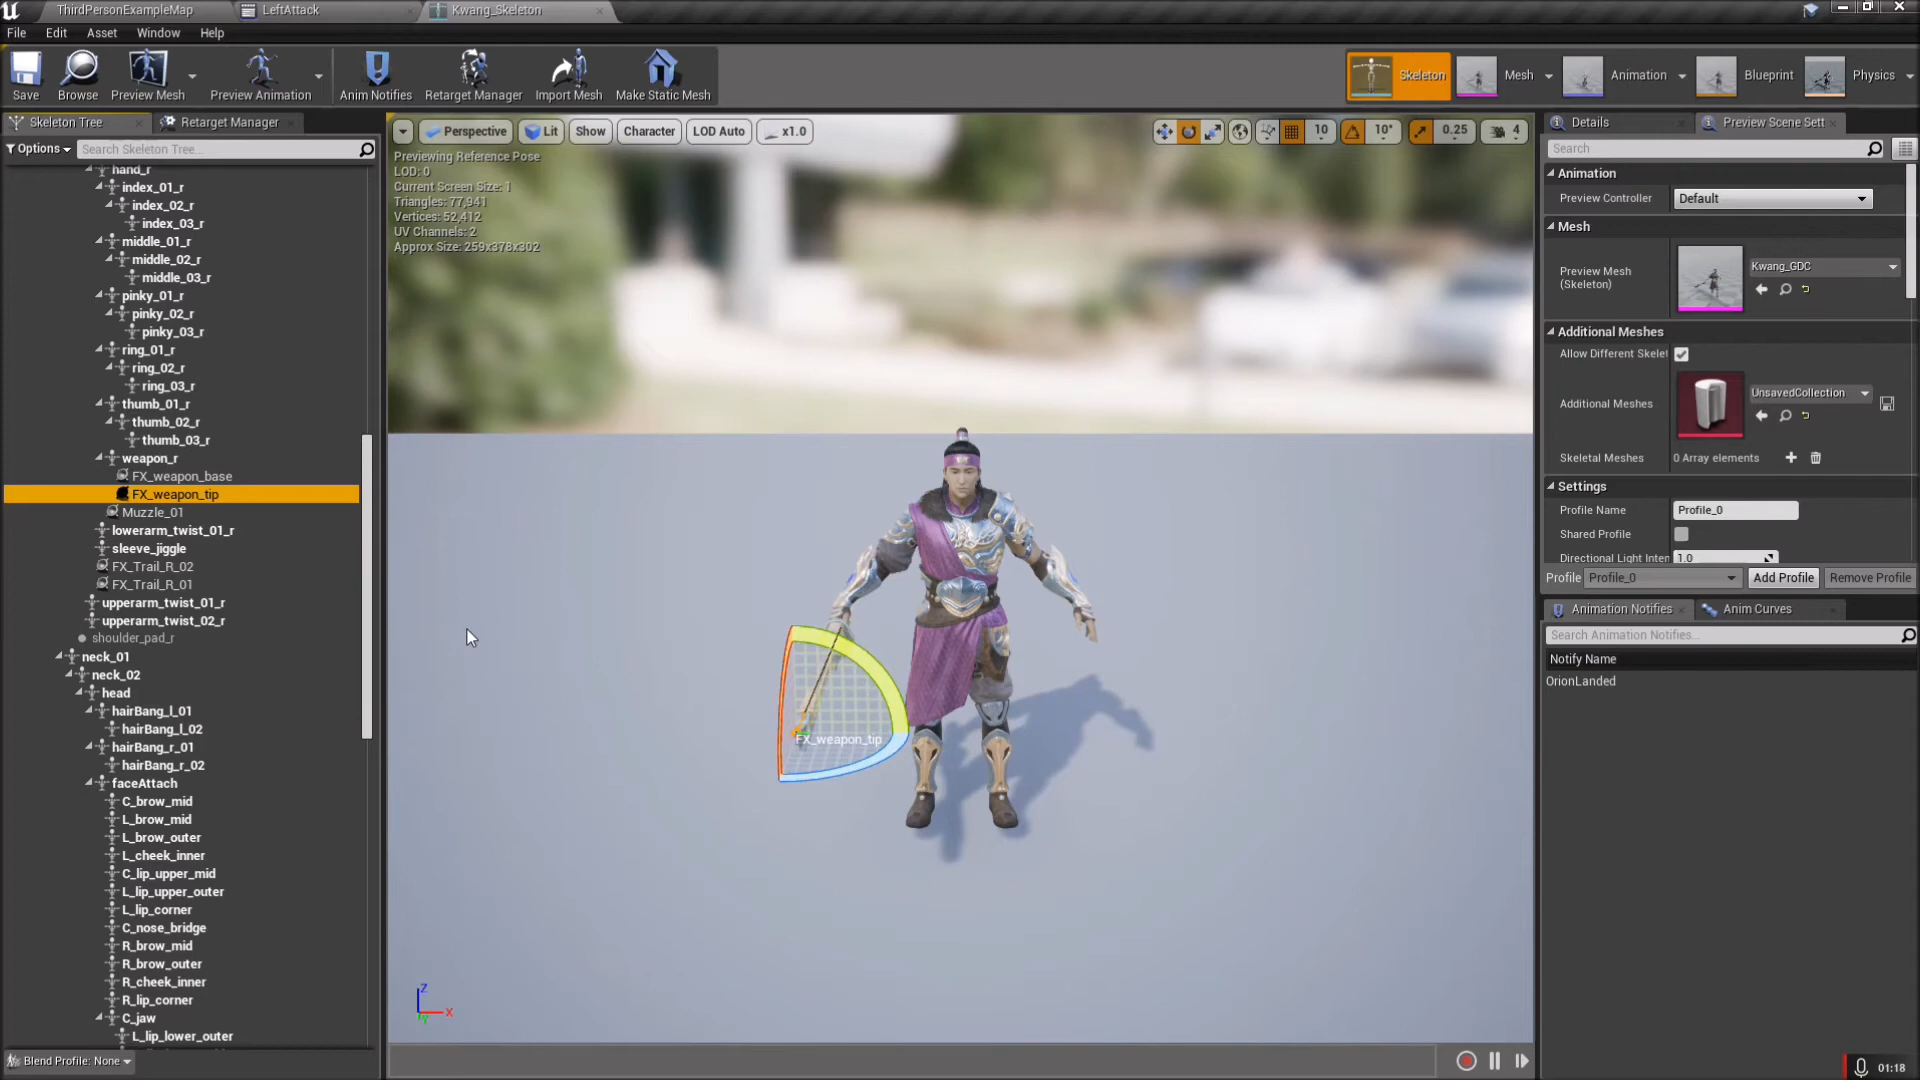 ThirdPersonExampleMap
LeftAttack
Kwang_Skeleton
File Edit Asset Window Help
Save
Browse
Preview Mesh
Preview Animation
Anim Notifies
Retarget Manager
Import Mesh
Make Static Mesh
Skeleton
Mesh
Animation
Blueprint
Physics
Skeleton Tree
Retarget Manager
Options
Search Skeleton Tree...
hand_r
index_01_r
index_02_r
index_03_r
middle_01_r
middle_02_r
middle_03_r
pinky_01_r
pinky_02_r
pinky_03_r
ring_01_r
ring_02_r
ring_03_r
thumb_01_r
thumb_02_r
thumb_03_r
weapon_r
FX_weapon_base
FX_weapon_tip
Muzzle_01
lowerarm_twist_01_r
sleeve_jiggle
FX_Trail_R_02
FX_Trail_R_01
upperarm_twist_01_r
upperarm_twist_02_r
shoulder_pad_r
neck_01
neck_02
head
hairBang_l_01
hairBang_l_02
hairBang_r_01
hairBang_r_02
faceAttach
C_brow_mid
L_brow_mid
L_brow_outer
L_cheek_inner
C_lip_upper_mid
L_lip_upper_outer
L_lip_corner
C_nose_bridge
R_brow_mid
R_brow_outer
R_cheek_inner
R_lip_corner
C_jaw
L_lip_lower_outer
Blend Profile: None
Perspective
Lit
Show
Character
LOD Auto
x1.0
10
10°
0.25
4
Previewing Reference Pose
LOD: 0
Current Screen Size: 1
Triangles: 77,941
Vertices: 52,412
UV Channels: 2
Approx Size: 259x378x302
FX_weapon_tip
Z
X
Y
Details
Preview Scene Sett
Search
Animation
Preview Controller
Default
Mesh
Preview Mesh
(Skeleton)
Kwang_GDC
Additional Meshes
Allow Different Skelet
Additional Meshes
UnsavedCollection
Skeletal Meshes
0 Array elements
Settings
Profile Name
Profile_0
Shared Profile
Directional Light Inten
1.0
Profile
Profile_0
Add Profile
Remove Profile
Animation Notifies
Anim Curves
Search Animation Notifies...
Notify Name
OrionLanded
01:18